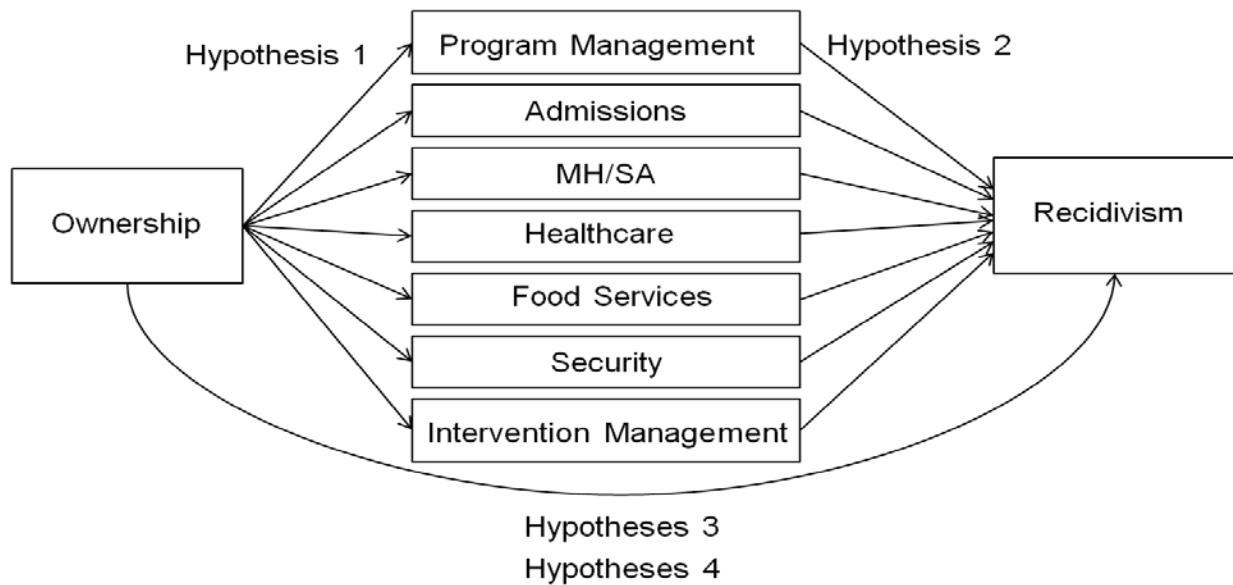 Hypothesis 1
Program Management
Hypothesis 2
Admissions
MH/SA
Ownership
Healthcare
Recidivism
Food Services
Security
Intervention Management
Hypotheses 3
Hypotheses 4